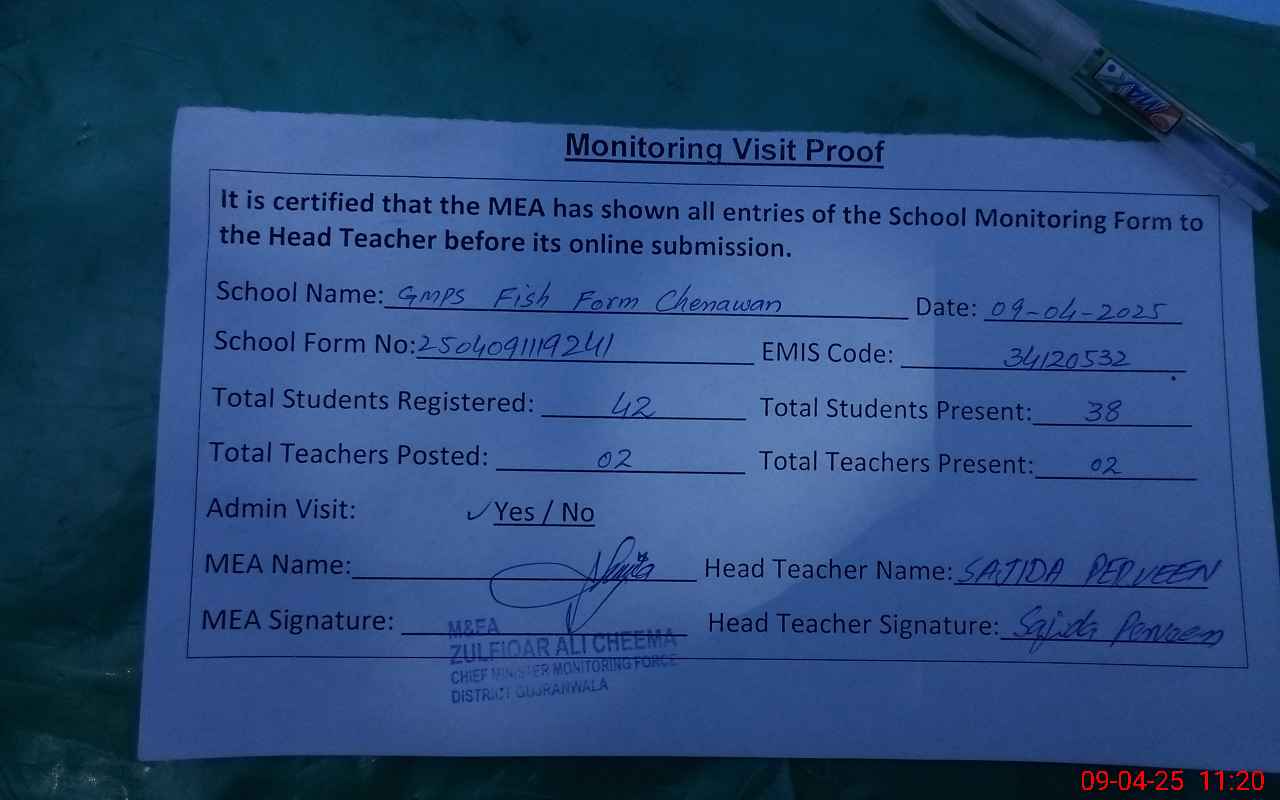 Monitoring Visit Proof
It is certified that the MEA has shown all entries of the School Monitoring Form to
the Head Teacher before its online submission.
School Name: GMPS Fish Form Chenawan Date: 09-04-2025
School Form No: 2504091119241 EMIS Code: 34120532
Total Students Registered: 42 Total Students Present: 38
Total Teachers Posted: 02 Total Teachers Present: 02
Admin Visit: ✓Yes / No
MEA Name: Head Teacher Name: SAJIDA PERVEEN
MEA Signature: Head Teacher Signature: Sajida Perveen
M&EA
ZULFIQAR ALI CHEEMA
CHIEF MINISTER MONITORING FORCE
DISTRICT GUJRANWALA
09-04-25 11:20